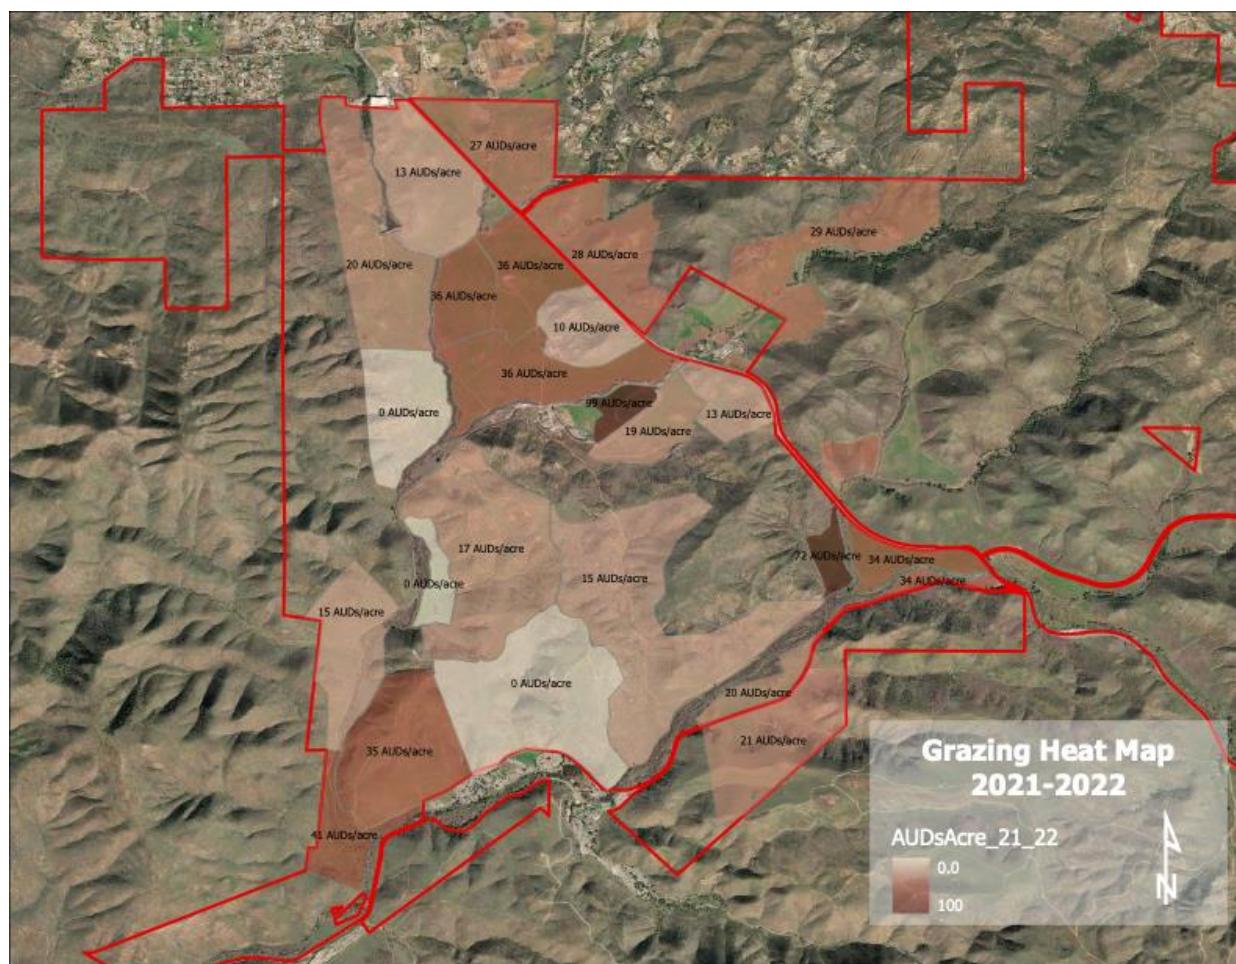 27 AUDs/acre
13 AUDs/acre
29 AUDs/acre
28 AUDs/acre
20 AUDs/acre
36 AUDs/acre
36 AUDs/acre
10 AUDs/acre
36 AUDs/acre
99 AUDs/acre
0 AUDs/acre
13 AUDs/acre
19 AUDs/acre
17 AUDs/acre
72 AUDs/acre
34 AUDs/acre
15 AUDs/acre
0 AUDs/acre
34 AUDs/acre
15 AUDs/acre
0 AUDs/acre
20 AUDs/acre
21 AUDs/acre
35 AUDs/acre
41 AUDs/acre
Grazing Heat Map
2021-2022
AUDsAcre_21_22
0.0
100
N